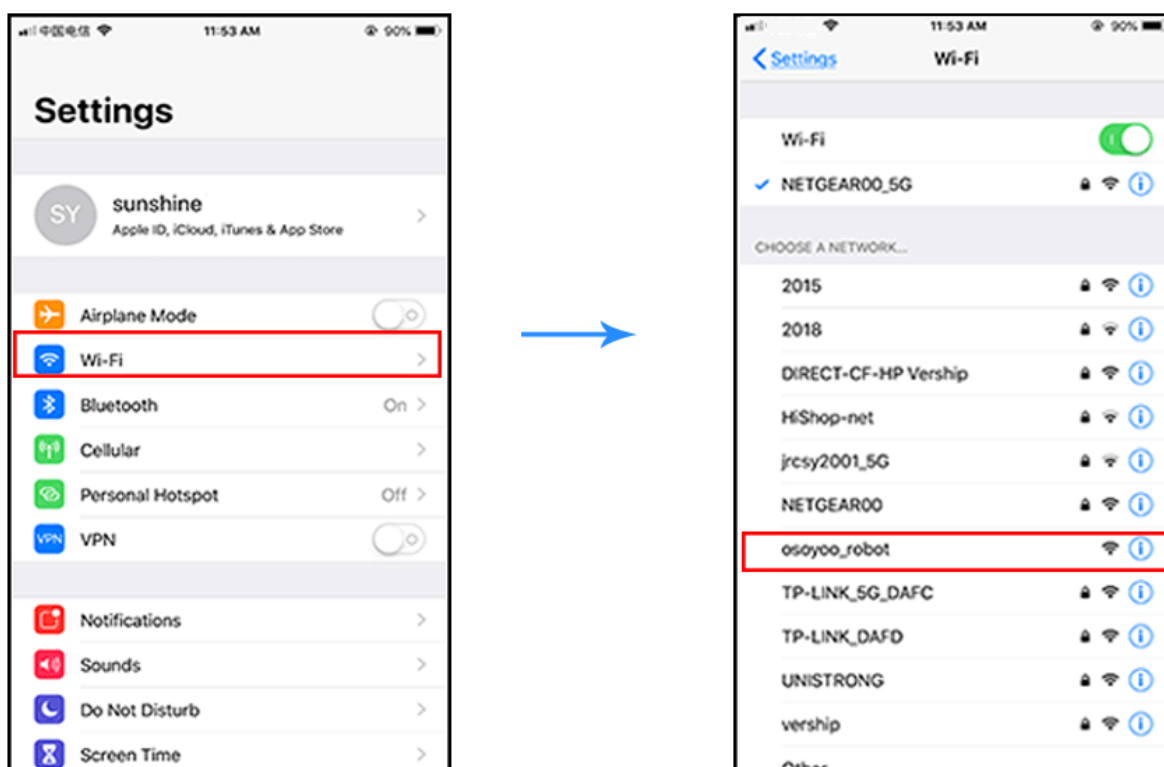 中国电信 11:53 AM 90%
Settings
SY
sunshine
Apple ID, iCloud, iTunes & App Store
Airplane Mode
Wi-Fi
Bluetooth On
Cellular
Personal Hotspot Off
VPN VPN
Notifications
Sounds
Do Not Disturb
Screen Time
11:53 AM 90%
Settings Wi-Fi
Wi-Fi
NETGEAR00_5G
CHOOSE A NETWORK...
2015
2018
DIRECT-CF-HP Vership
HiShop-net
jrcsy2001_5G
NETGEAR00
osoyoo_robot
TP-LINK_5G_DAFC
TP-LINK_DAFD
UNISTRONG
vership
Other